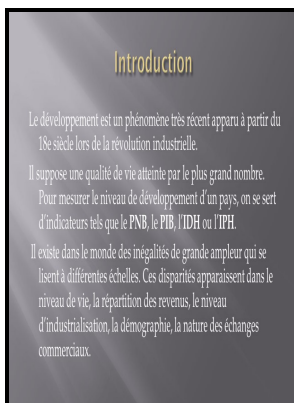 Introduction
Le développement est un phénomène très récent apparu à partir du
18e siècle lors de la révolution industrielle.
Il suppose une qualité de vie atteinte par le plus grand nombre.
Pour mesurer le niveau de développement d'un pays, on se sert
d'indicateurs tels que le PNB, le PIB, l'IDH ou l'IPH.
Il existe dans le monde des inégalités de grande ampleur qui se
lisent à différentes échelles. Ces disparités apparaissent dans le
niveau de vie, la répartition des revenus, le niveau
d'industrialisation, la démographie, la nature des échanges
commerciaux.